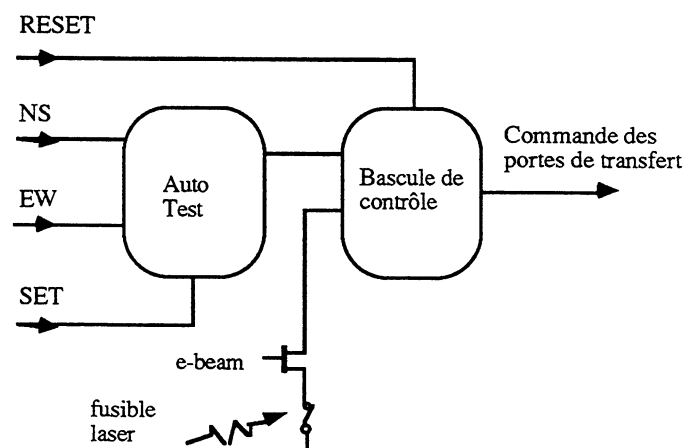 RESET
NS
EW
SET
Auto
Test
Bascule de
contrôle
Commande des
portes de transfert
e-beam
fusible
laser